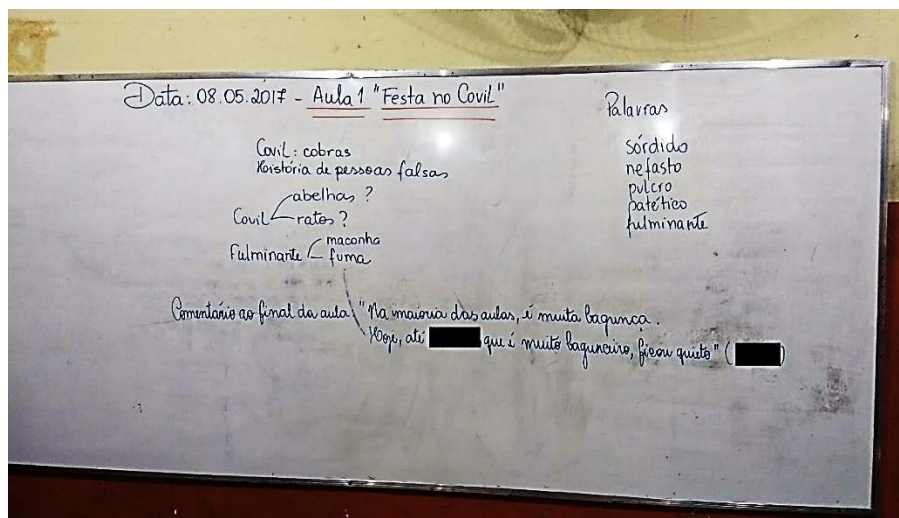 Data: 08.05.2017 - Aula 1 "Festa no Covil"
Covil: cobras
História de pessoas falsas
Covil abelhas ?
ratos ?
Fulminante maconha
fuma
Palavras
sórdido
nefasto
pulcro
patético
fulminante
Comentário ao final da aula "Na maioria das aulas, é muita bagunça.
Hoje, até que é muito bagunceiro, ficou quieto" ( )